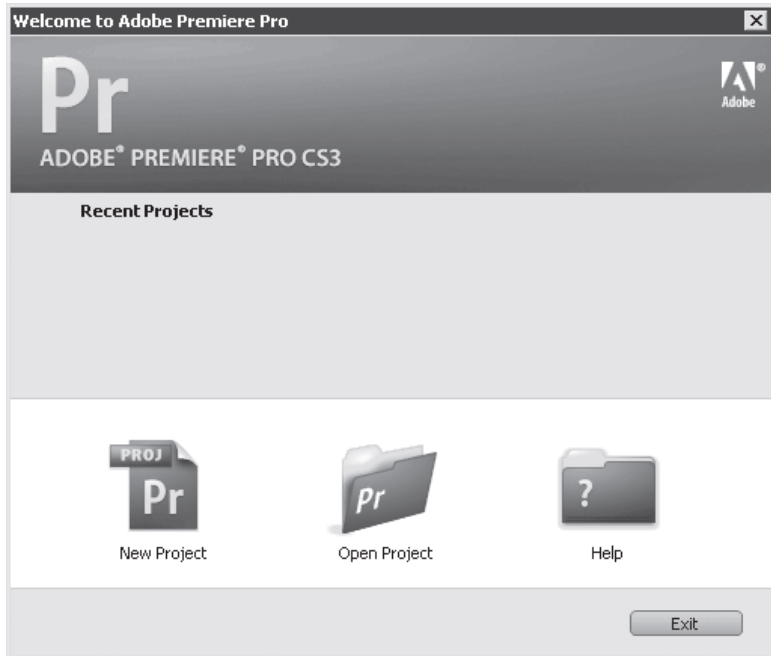 Welcome to Adobe Premiere Pro
Pr
Adobe®
ADOBE® PREMIERE® PRO CS3
Recent Projects
PROJ
Pr
Pr
?
New Project
Open Project
Help
Exit